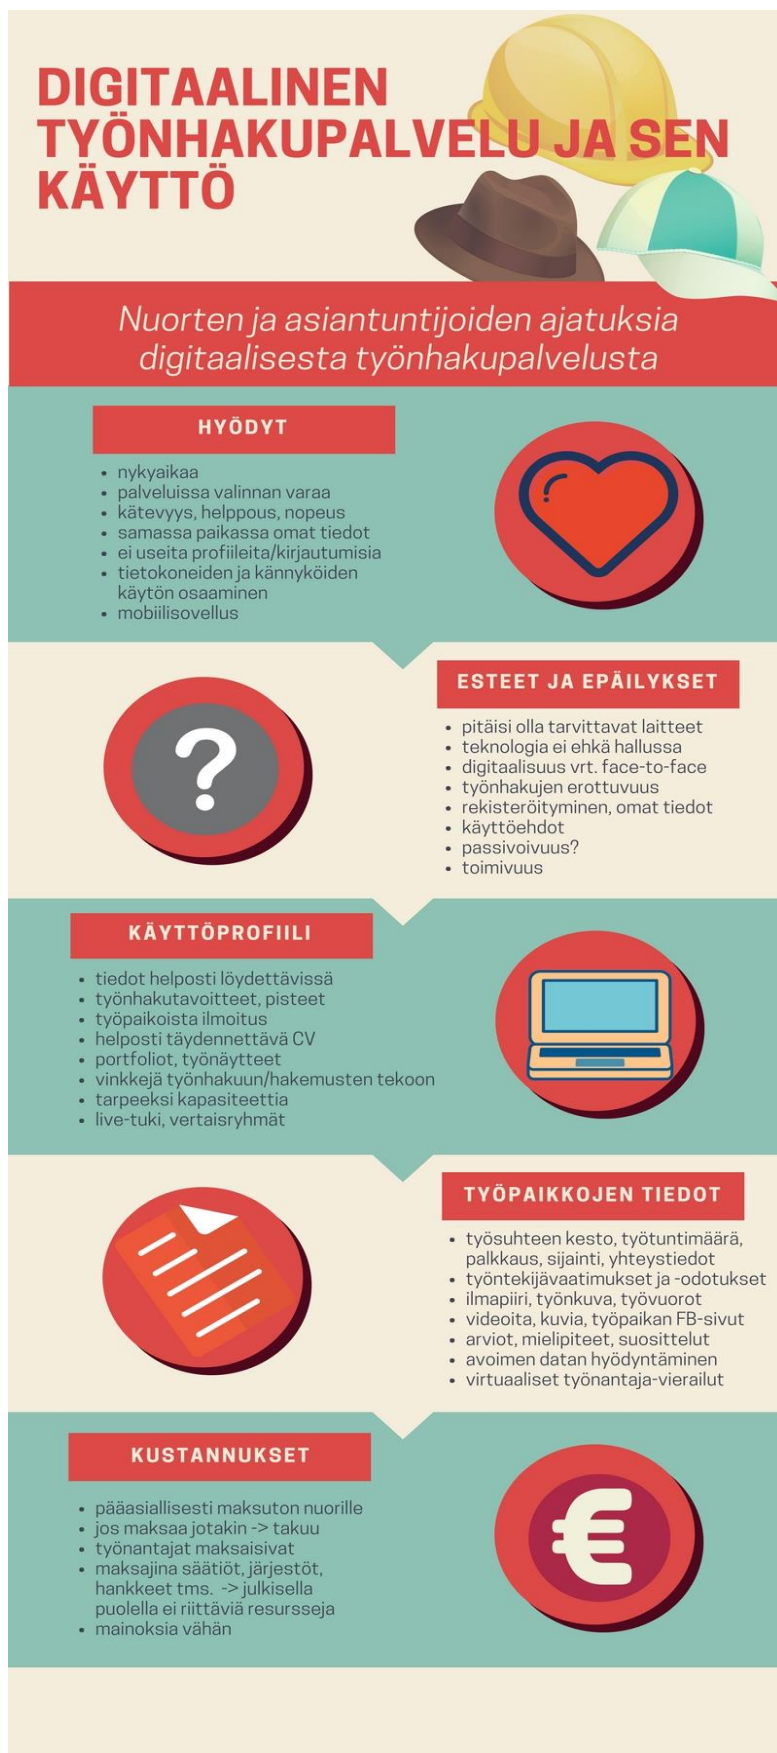 DIGITAALINEN
TYÖNHAKUPALVELU JA SEN
KÄYTTÖ
Nuorten ja asiantuntijoiden ajatuksia
digitaalisesta työnhakupalvelusta
HYÖDYT
• nykyaikaa
• palveluissa valinnan varaa
• kätevyys, helppous, nopeus
• samassa paikassa omat tiedot
• ei useita profiileita/kirjautumisia
• tietokoneiden ja kännyköiden
käytön osaaminen
• mobiilisovellus
ESTEET JA EPÄILYKSET
• pitäisi olla tarvittavat laitteet
• teknologia ei ehkä hallussa
• digitaalisuus vrt. face-to-face
• työnhakujen erottuvuus
• rekisteröityminen, omat tiedot
• käyttöehdot
• passivoivuus?
• toimivuus
?
KÄYTTÖPROFIILI
• tiedot helposti löydettävissä
• työnhakutavoitteet, pisteet
• työpaikoista ilmoitus
• helposti täydennettävä CV
• portfoliot, työnäytteet
• vinkkejä työnhakuun/hakemusten tekoon
• tarpeeksi kapasiteettia
• live-tuki, vertaisryhmät
TYÖPAIKKOJEN TIEDOT
• työsuhteen kesto, työtuntimäärä,
palkkaus, sijainti, yhteystiedot
• työntekijävaatimukset ja -odotukset
• ilmapiiri, työnkuva, työvuorot
• videoita, kuvia, työpaikan FB-sivut
• arviot, mielipiteet, suosittelut
• avoimen datan hyödyntäminen
• virtuaaliset työnantaja-vierailut
KUSTANNUKSET
• pääasiallisesti maksuton nuorille
• jos maksaa jotakin -> takuu
• työnantajat maksaisivat
• maksajina säätiöt, järjestöt,
hankkeet tms. -> julkisella
puolella ei riittäviä resursseja
• mainoksia vähän
€